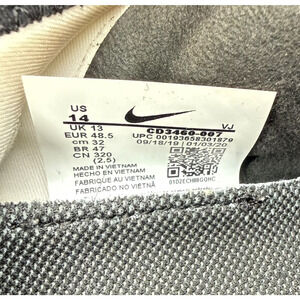 US
14
UK 13
EUR 48.5
cm 32
BR 47
CN 320
(2.5)
VJ
CD3460-007
UPC 00193658301879
09/18/19 | 01/03/20
MADE IN VIETNAM
HECHO EN VIETNAM
FABRIQUÉ AU VIETNAM
FABRICADO NO VIETNÃ